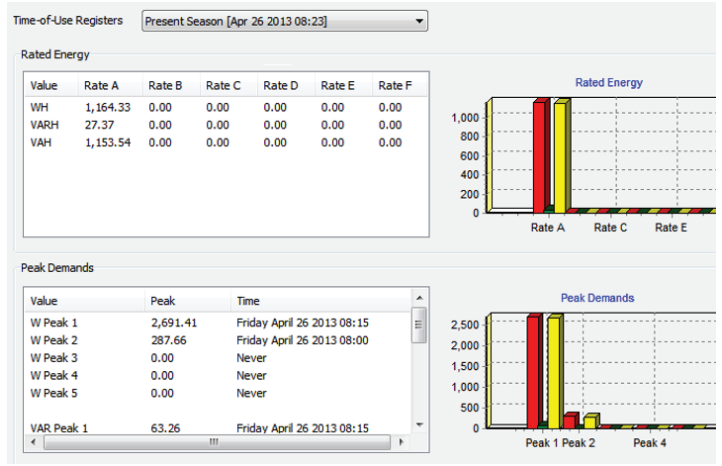 Time-of-Use Registers Present Season [Apr 26 2013 08:23]
Rated Energy
Value Rate A Rate B Rate C Rate D Rate E Rate F
WH 1,164.33 0.00 0.00 0.00 0.00 0.00
VARH 27.37 0.00 0.00 0.00 0.00 0.00
VAH 1,153.54 0.00 0.00 0.00 0.00 0.00
Rated Energy
1,000
800
600
400
200
0
Rate A Rate C Rate E
Peak Demands
Value Peak Time
W Peak 1 2,691.41 Friday April 26 2013 08:15
W Peak 2 287.66 Friday April 26 2013 08:00
W Peak 3 0.00 Never
W Peak 4 0.00 Never
W Peak 5 0.00 Never
VAR Peak 1 63.26 Friday April 26 2013 08:15
Peak Demands
2,500
2,000
1,500
1,000
500
0
Peak 1 Peak 2 Peak 4